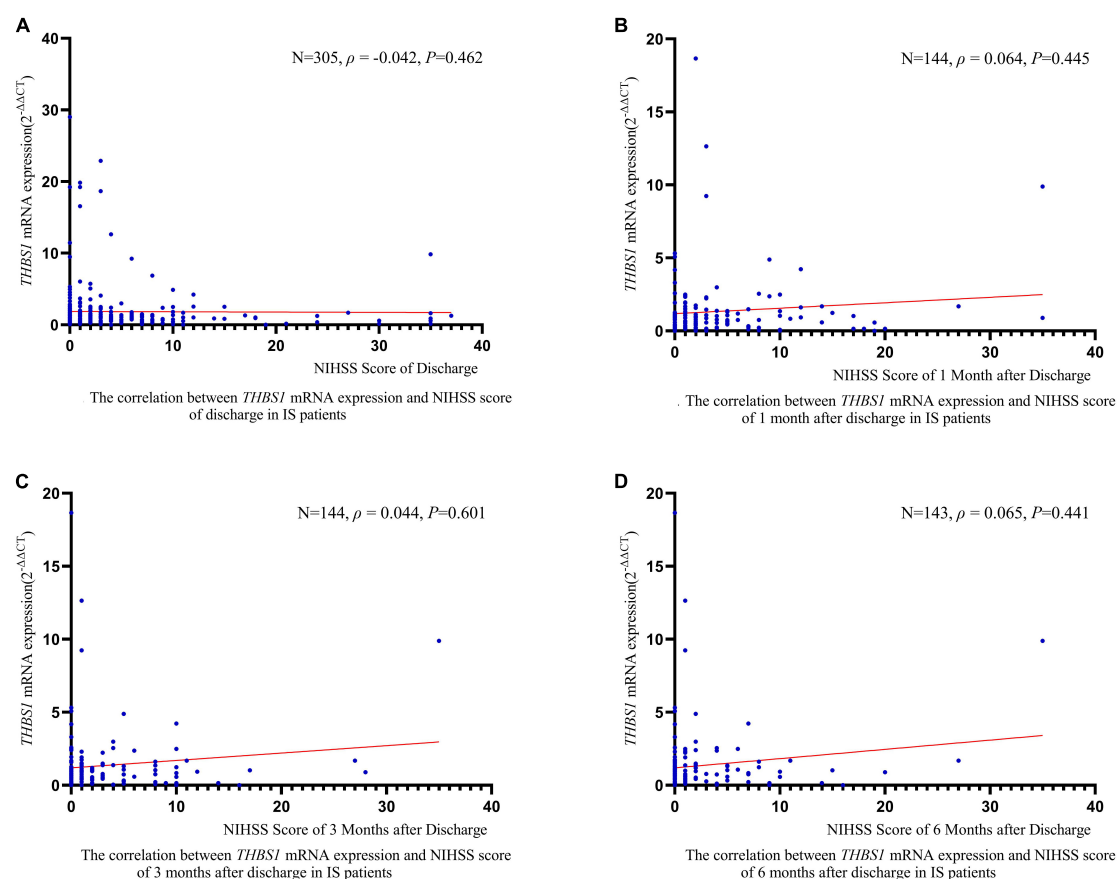 A
N=305, ρ = -0.042, P=0.462
THBS1 mRNA expression(2-ΔΔCT)
40
30
20
10
0
0 10 20 30 40
NIHSS Score of Discharge
. The correlation between THBS1 mRNA expression and NIHSS score
of discharge in IS patients
B
N=144, ρ = 0.064, P=0.445
THBS1 mRNA expression(2-ΔΔCT)
20
15
10
5
0
0 10 20 30 40
NIHSS Score of 1 Month after Discharge
. The correlation between THBS1 mRNA expression and NIHSS score
of 1 month after discharge in IS patients
C
N=144, ρ = 0.044, P=0.601
THBS1 mRNA expression(2-ΔΔCT)
20
15
10
5
0
0 10 20 30 40
NIHSS Score of 3 Months after Discharge
The correlation between THBS1 mRNA expression and NIHSS score
of 3 months after discharge in IS patients
D
N=143, ρ = 0.065, P=0.441
THBS1 mRNA expression(2-ΔΔCT)
20
15
10
5
0
0 10 20 30 40
NIHSS Score of 6 Months after Discharge
The correlation between THBS1 mRNA expression and NIHSS score
of 6 months after discharge in IS patients